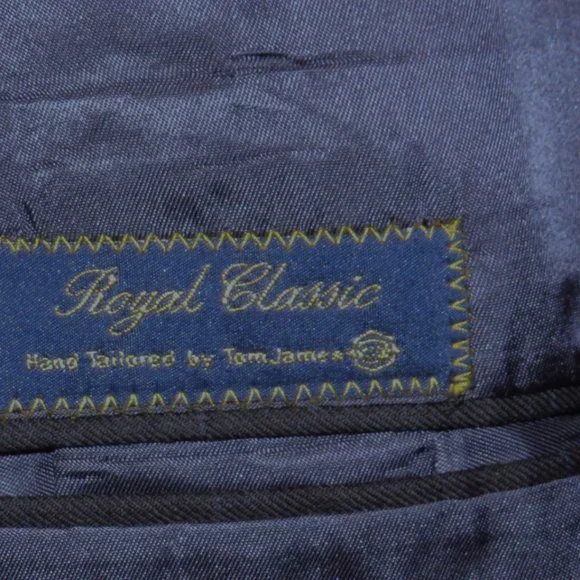 Royal Classic
Hand Tailored by Tom James